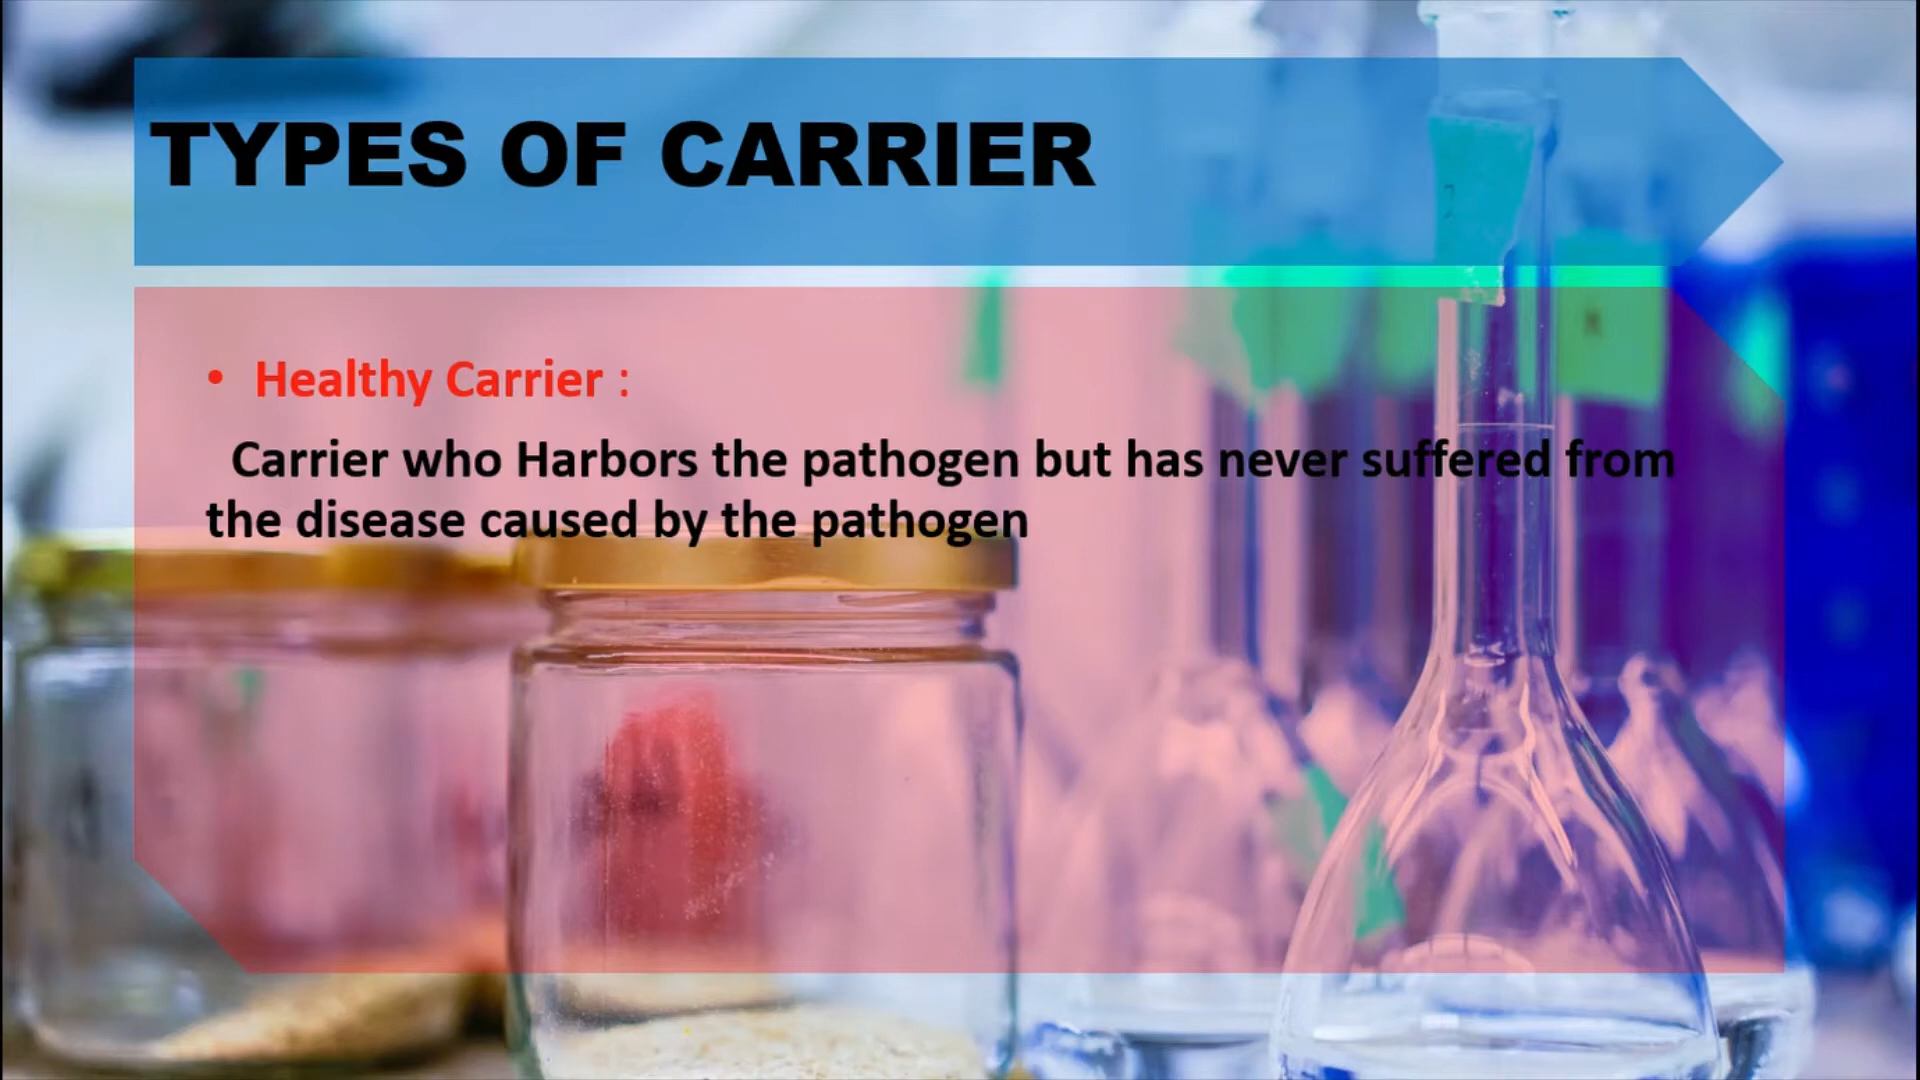 TYPES OF CARRIER
• Healthy Carrier :
Carrier who Harbors the pathogen but has never suffered from
the disease caused by the pathogen